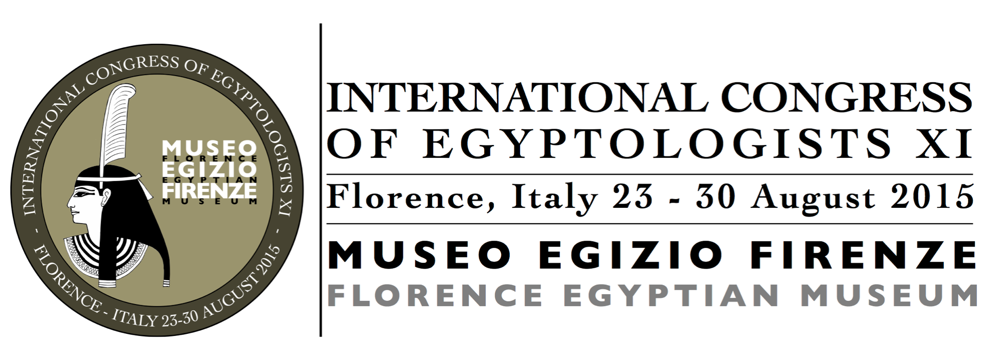 INTERNATIONAL CONGRESS OF EGYPTOLOGISTS XI
- FLORENCE - ITALY 23-30 AUGUST 2015 -
MUSEO
FLORENCE
EGIZIO
EGYPTIAN
FIRENZE
MUSEUM
INTERNATIONAL CONGRESS
OF EGYPTOLOGISTS XI
Florence, Italy 23 - 30 August 2015
MUSEO EGIZIO FIRENZE
FLORENCE EGYPTIAN MUSEUM